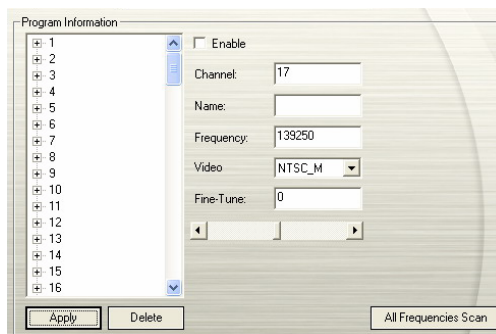 Program Information
1
2
3
4
5
6
7
8
9
10
11
12
13
14
15
16
Enable
Channel: 17
Name:
Frequency: 139250
Video NTSC_M
Fine-Tune: 0
Apply Delete All Frequencies Scan